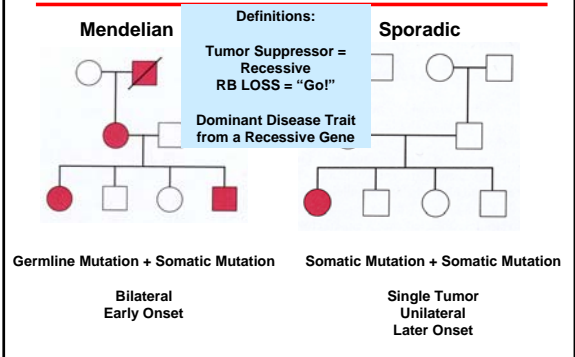 Mendelian
Definitions:
Tumor Suppressor =
Recessive
RB LOSS = “Go!”
Dominant Disease Trait
from a Recessive Gene
Sporadic
Germline Mutation + Somatic Mutation
Bilateral
Early Onset
Somatic Mutation + Somatic Mutation
Single Tumor
Unilateral
Later Onset